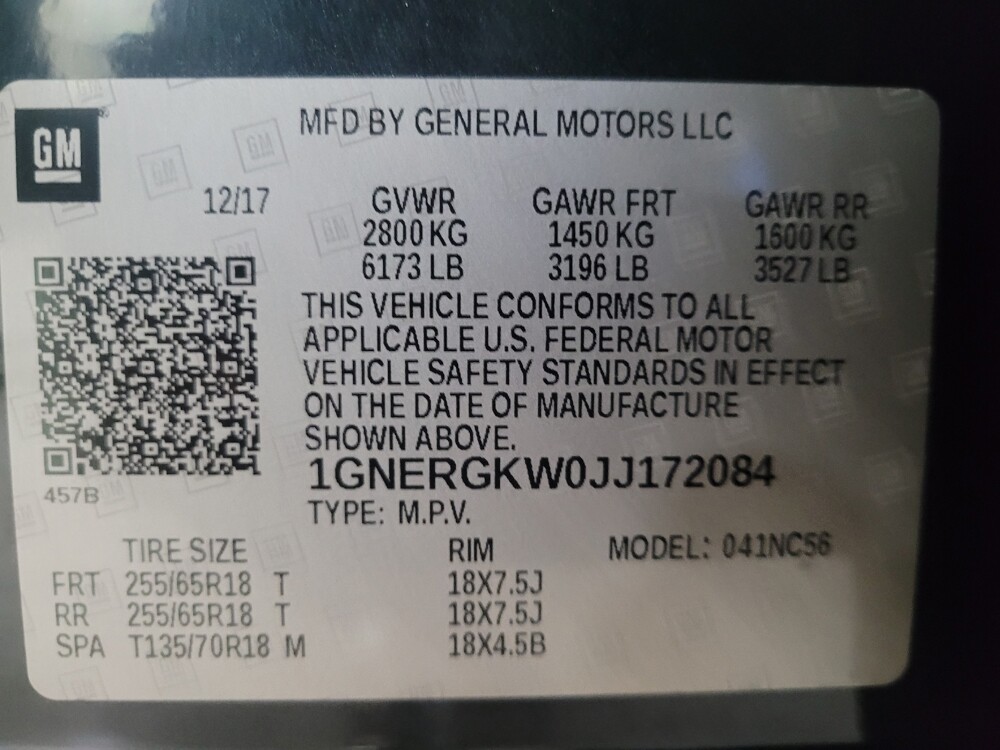 GM
MFD BY GENERAL MOTORS LLC
12/17 GVWR GAWR FRT GAWR RR
2800 KG 1450 KG 1600 KG
6173 LB 3196 LB 3527 LB
THIS VEHICLE CONFORMS TO ALL
APPLICABLE U.S. FEDERAL MOTOR
VEHICLE SAFETY STANDARDS IN EFFECT
ON THE DATE OF MANUFACTURE
SHOWN ABOVE.
1GNERGKW0JJ172084
457B
TYPE: M.P.V.
TIRE SIZE RIM MODEL: 041NC56
FRT 255/65R18 T 18X7.5J
RR 255/65R18 T 18X7.5J
SPA T135/70R18 M 18X4.5B